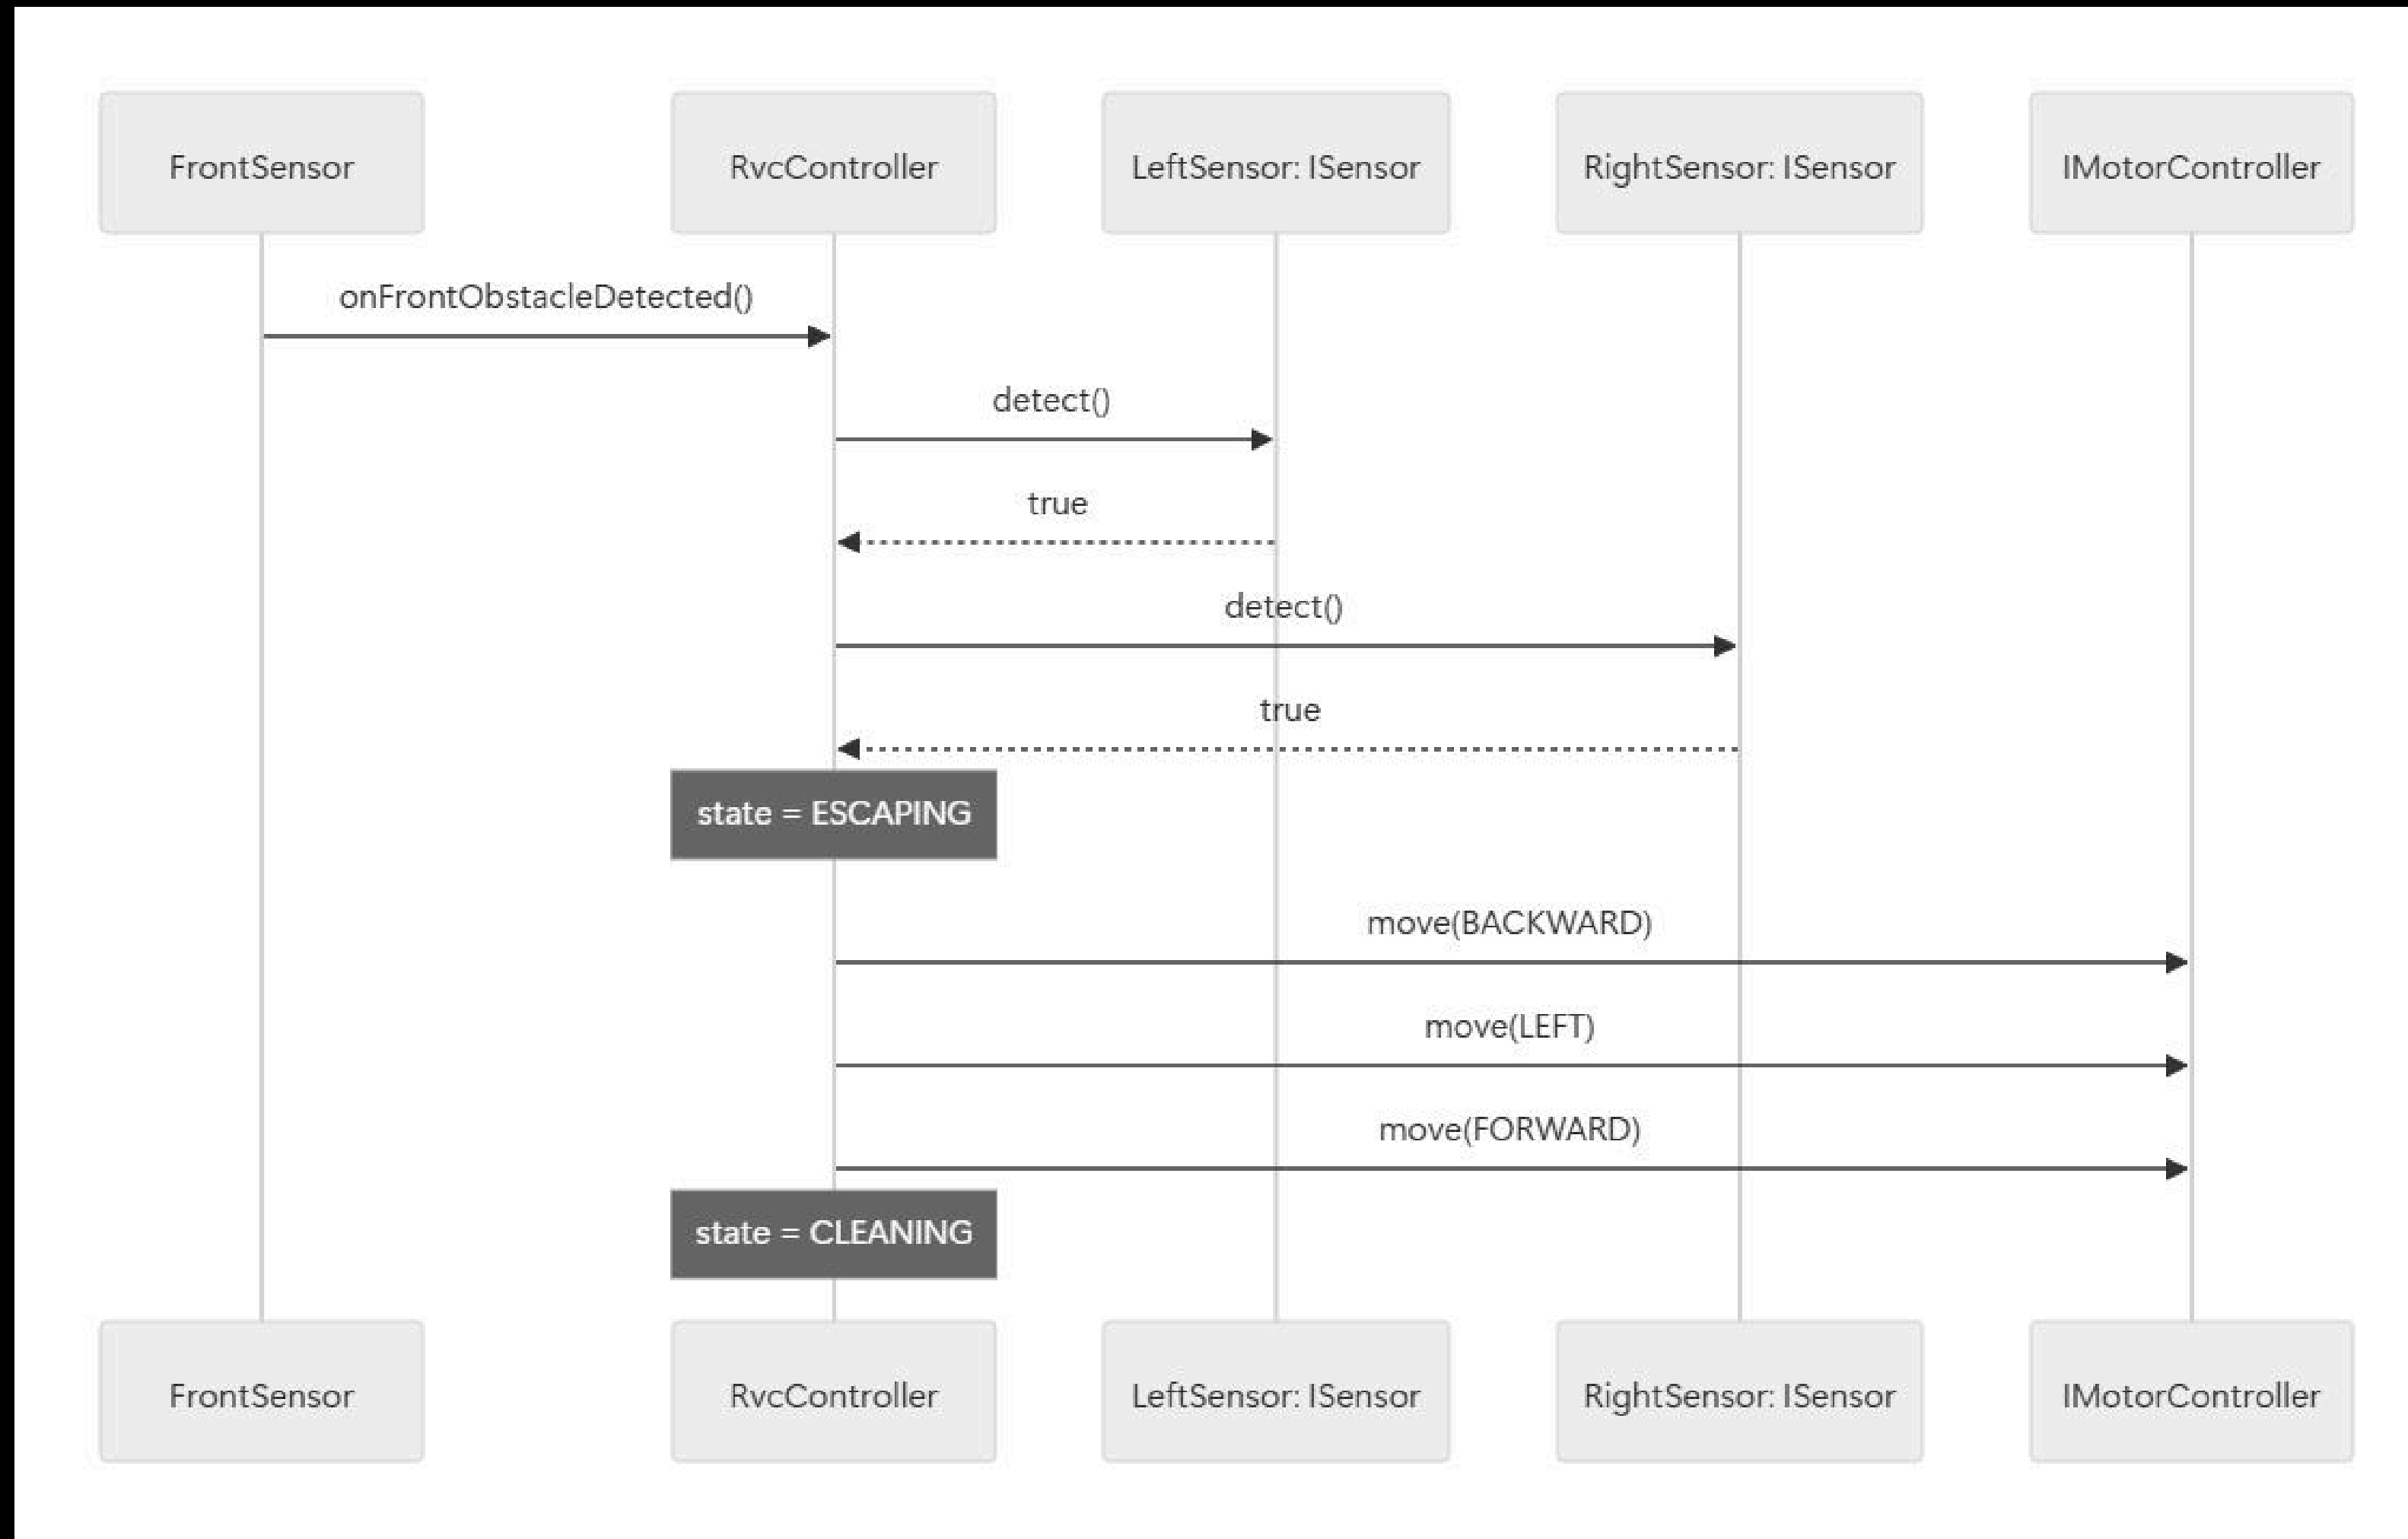 FrontSensor
RvcController
LeftSensor: ISensor
RightSensor: ISensor
IMotorController
onFrontObstacleDetected()
detect()
true
detect()
true
state = ESCAPING
move(BACKWARD)
move(LEFT)
move(FORWARD)
state = CLEANING
FrontSensor
RvcController
LeftSensor: ISensor
RightSensor: ISensor
IMotorController